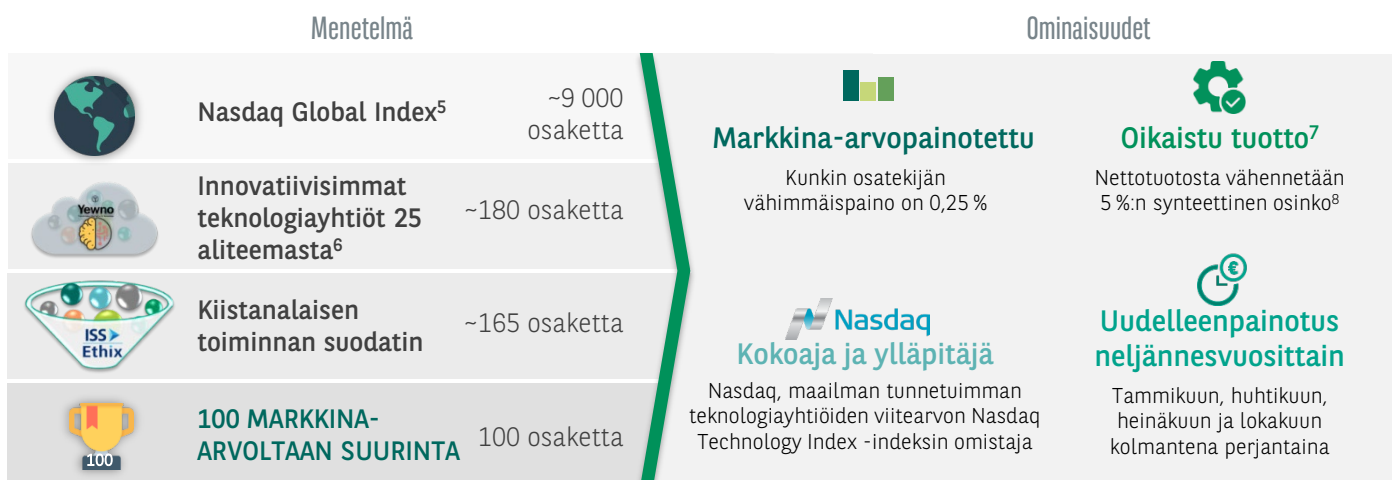 Menetelmä
Nasdaq Global Index⁵
~9 000
osaketta
Yewno
Innovatiivisimmat
teknologiayhtiöt 25
aliteemasta⁶
~180 osaketta
ISS
Ethix
Kiistanalaisen
toiminnan suodatin
~165 osaketta
100
100 MARKKINA-
ARVOLTAAN SUURINTA
100 osaketta
Ominaisuudet
Markkina-arvopainotettu
Kunkin osatekijän
vähimmäispaino on 0,25 %
Oikaistu tuotto⁷
Nettotuotosta vähennetään
5 %:n synteettinen osinko⁸
Nasdaq
Kokoaja ja ylläpitäjä
Nasdaq, maailman tunnetuimman
teknologiayhtiöiden viitearvon Nasdaq
Technology Index -indeksin omistaja
€
Uudelleenpainotus
neljännesvuosittain
Tammikuun, huhtikuun,
heinäkuun ja lokakuun
kolmantena perjantaina